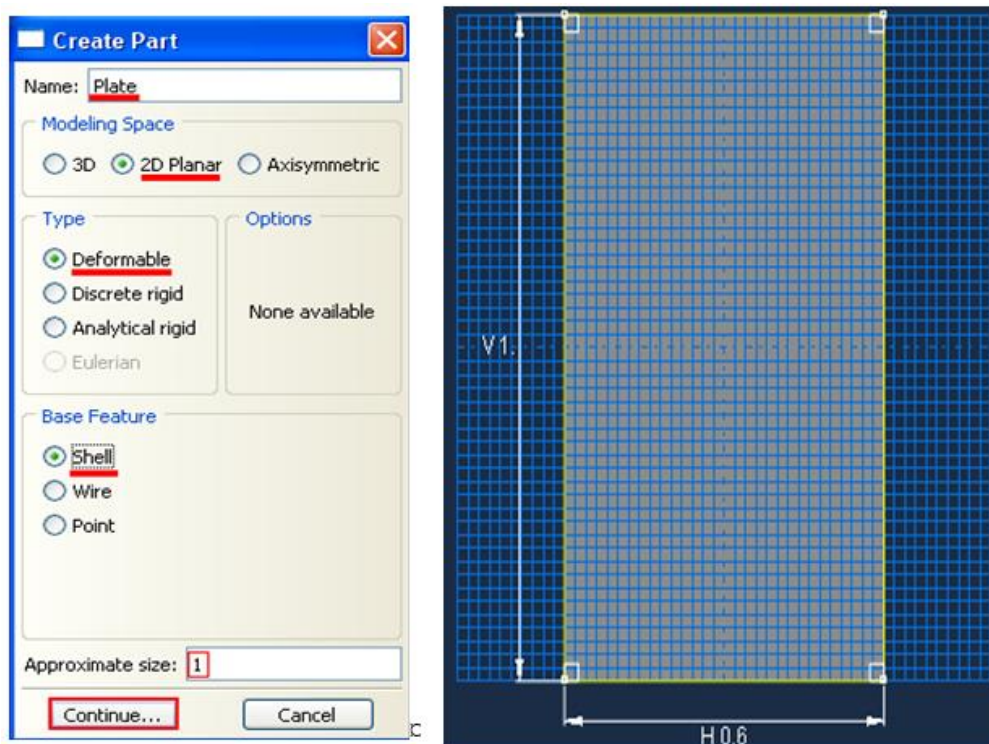 Create Part
Name: Plate
Modeling Space
3D 2D Planar Axisymmetric
Type
Options
Deformable
Discrete rigid
Analytical rigid
Eulerian
None available
Base Feature
Shell
Wire
Point
Approximate size: 1
Continue... Cancel
V1.
H0.6